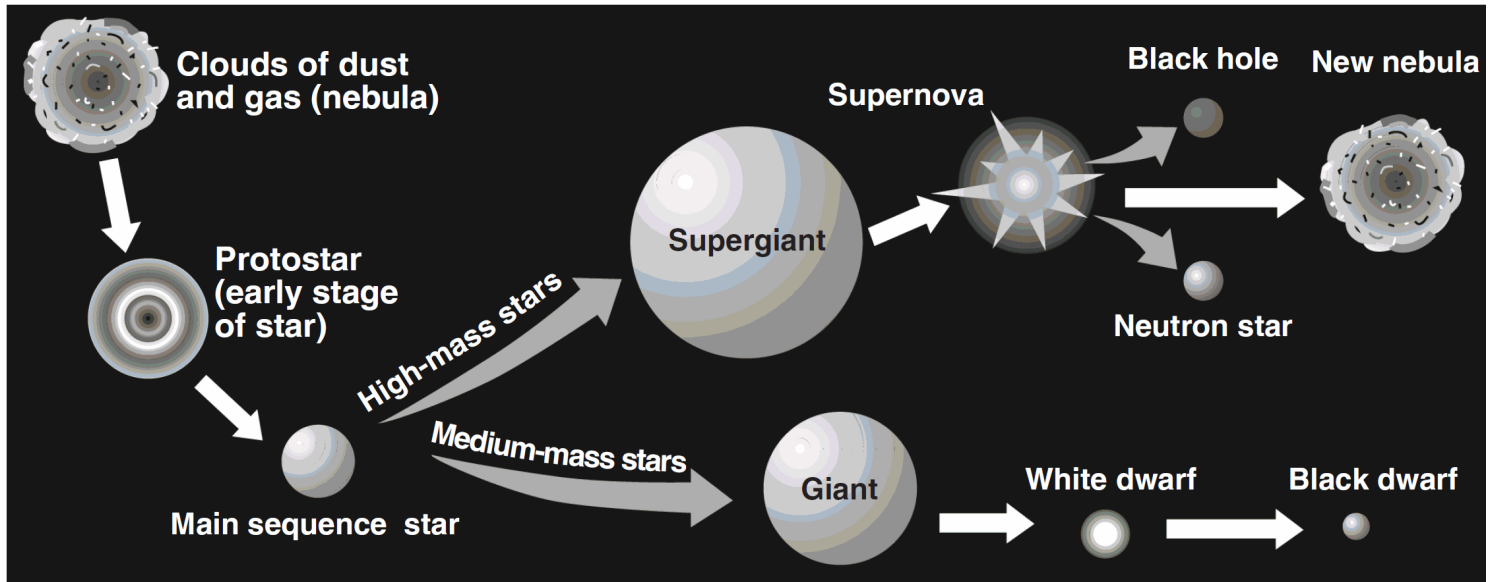 Clouds of dust
and gas (nebula)
Protostar
(early stage
of star)
Main sequence star
High-mass stars
Medium-mass stars
Supergiant
Supernova
Black hole
New nebula
Neutron star
Giant
White dwarf
Black dwarf